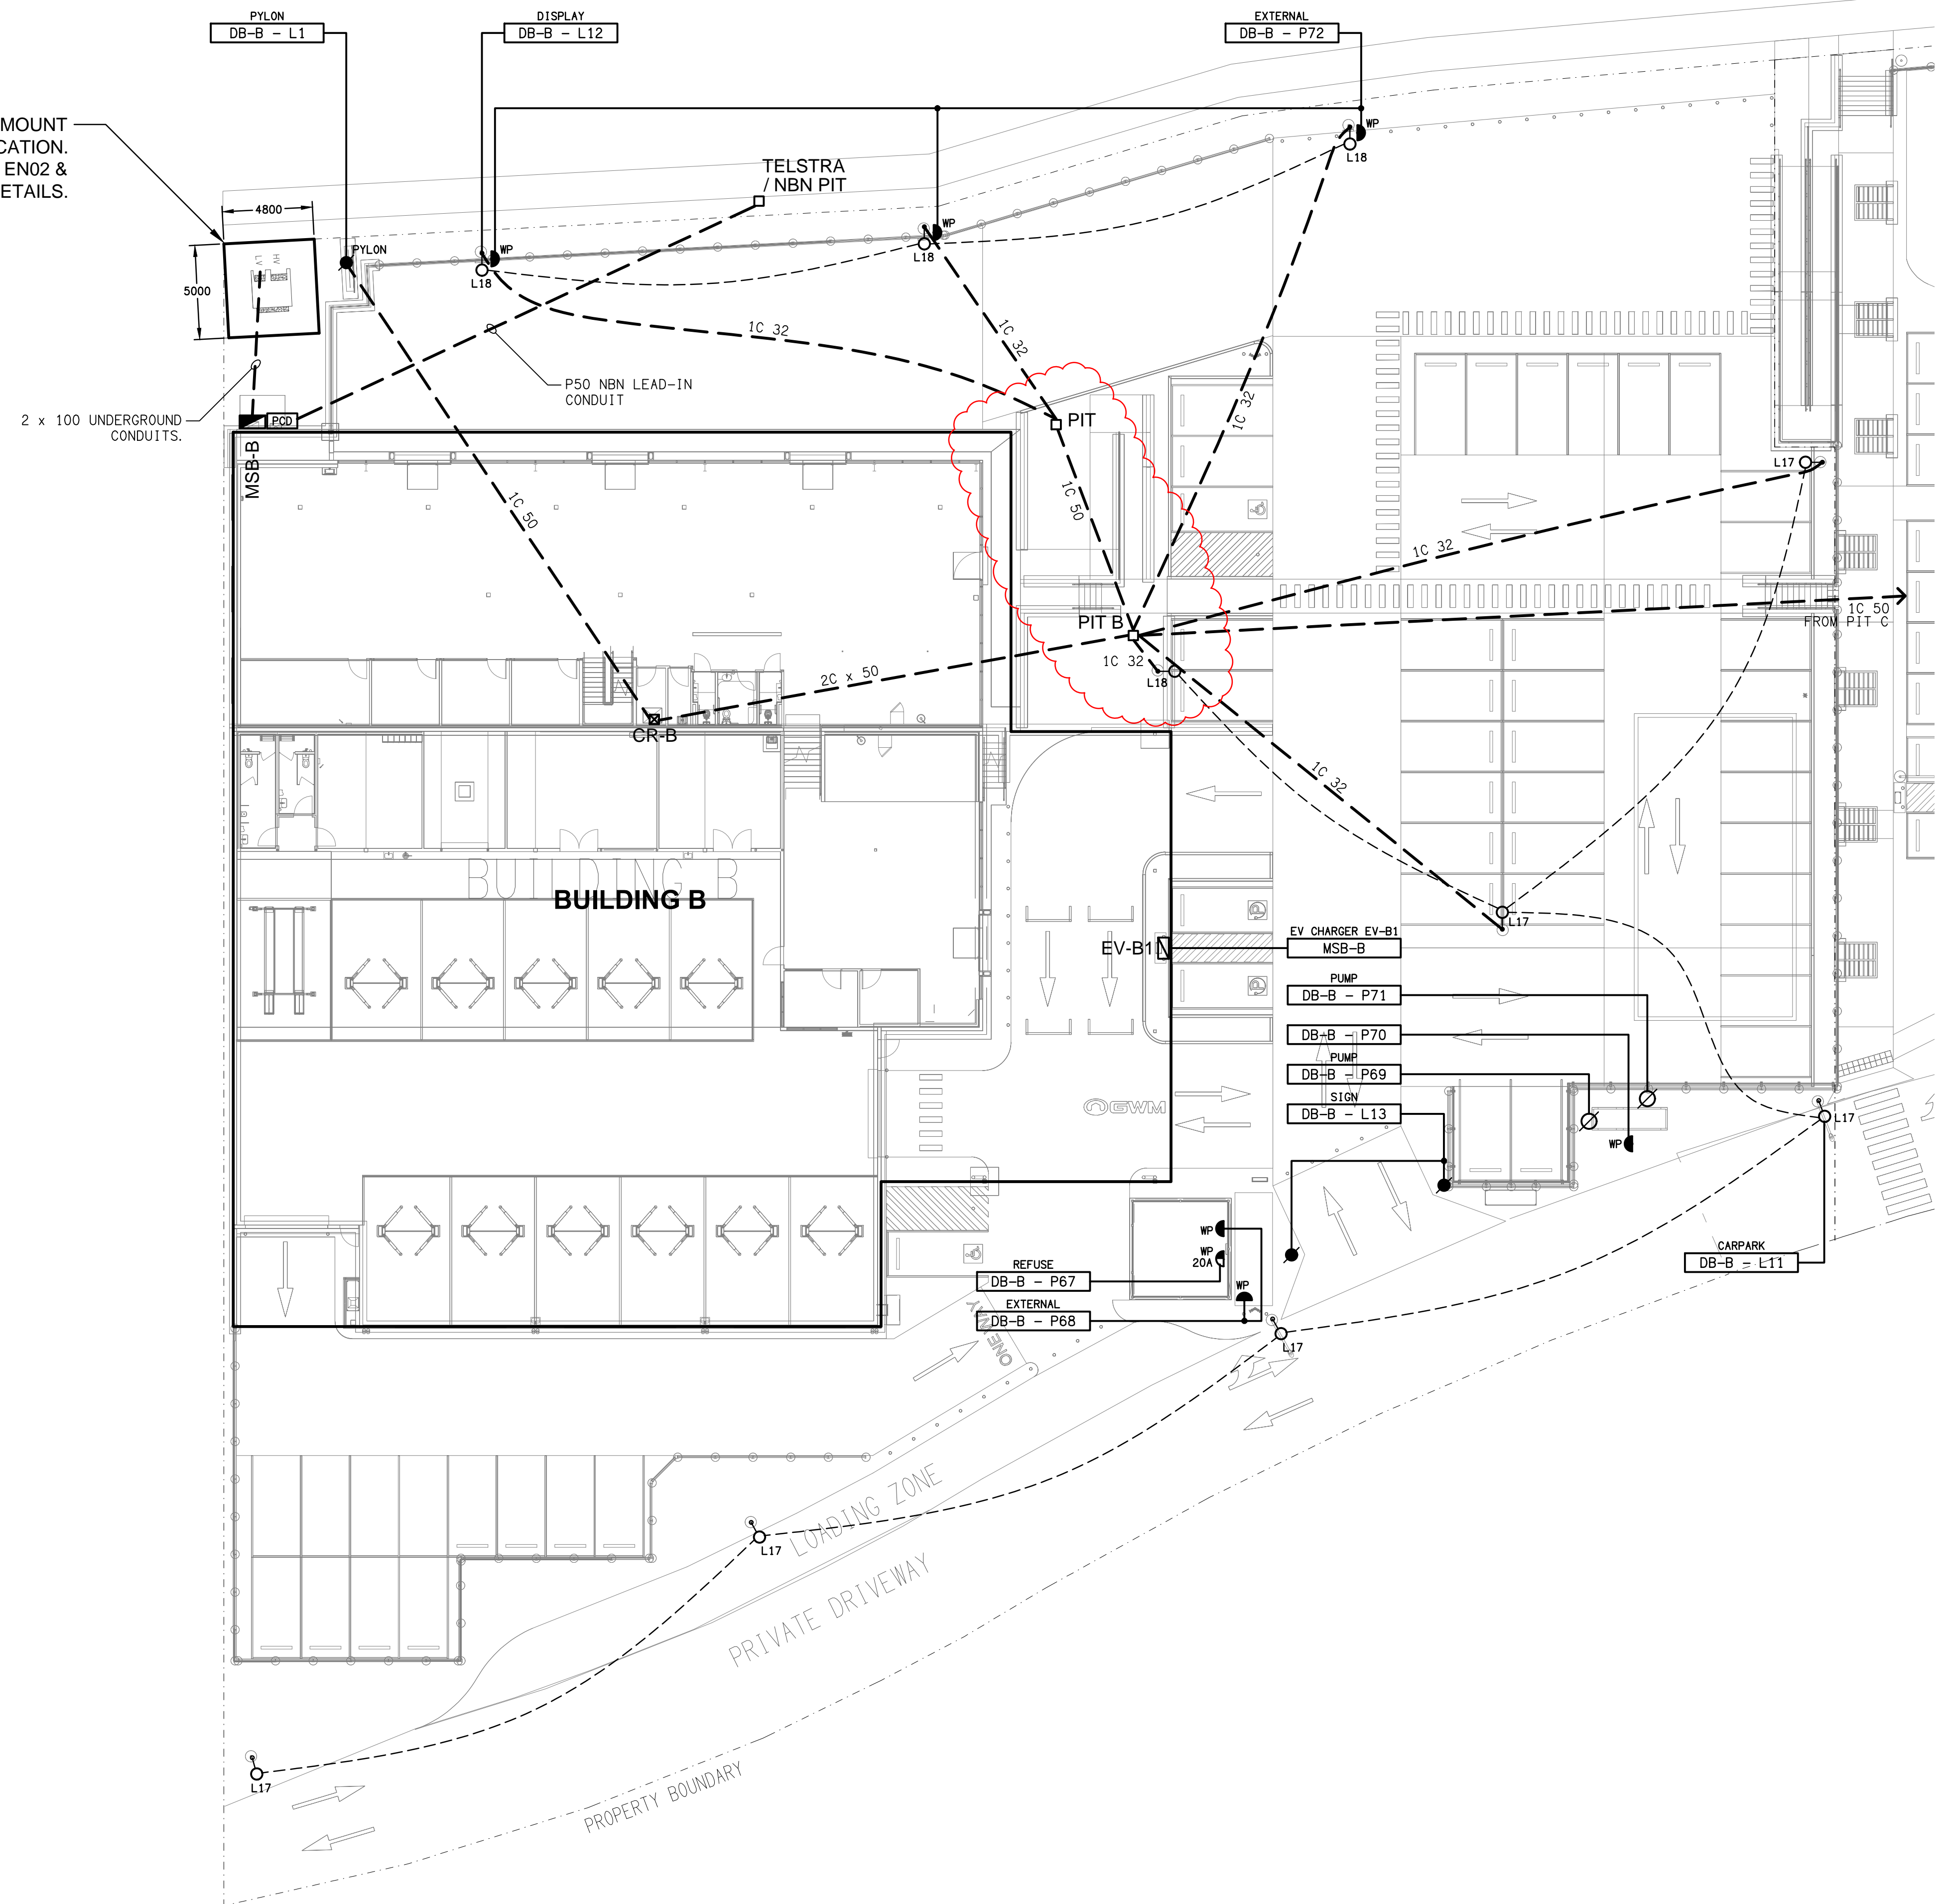 PYLON
DB-B - L1
DISPLAY
DB-B - L12
EXTERNAL
DB-B - P72
MOUNT
CATION.
EN02 &
ETAILS.
WP
L18
TELSTRA
/ NBN PIT
4800
PYLON
WP
L18
WP
L18
HV
LV
5000
1C 32
1C 32
1C 32
P50 NBN LEAD-IN
CONDUIT
2 x 100 UNDERGROUND
CONDUITS.
PCD
MSB-B
PIT
L17
1C 50
1C 50
1C 32
PIT B
1C 50
FROM PIT C
1C 32
L18
2C x 50
CR-B
1C 32
BUILDING B
BUILDING B
L17
EV CHARGER EV-B1
MSB-B
EV-B1
PUMP
DB-B - P71
DB-B - P70
PUMP
DB-B - P69
SIGN
DB-B - L13
GWM
L17
WP
WP
WP
20A
REFUSE
DB-B - P67
WP
EXTERNAL
DB-B - P68
CARPARK
DB-B - L11
ONE WAY
L17
LOADING ZONE
L17
PRIVATE DRIVEWAY
L17
PROPERTY BOUNDARY